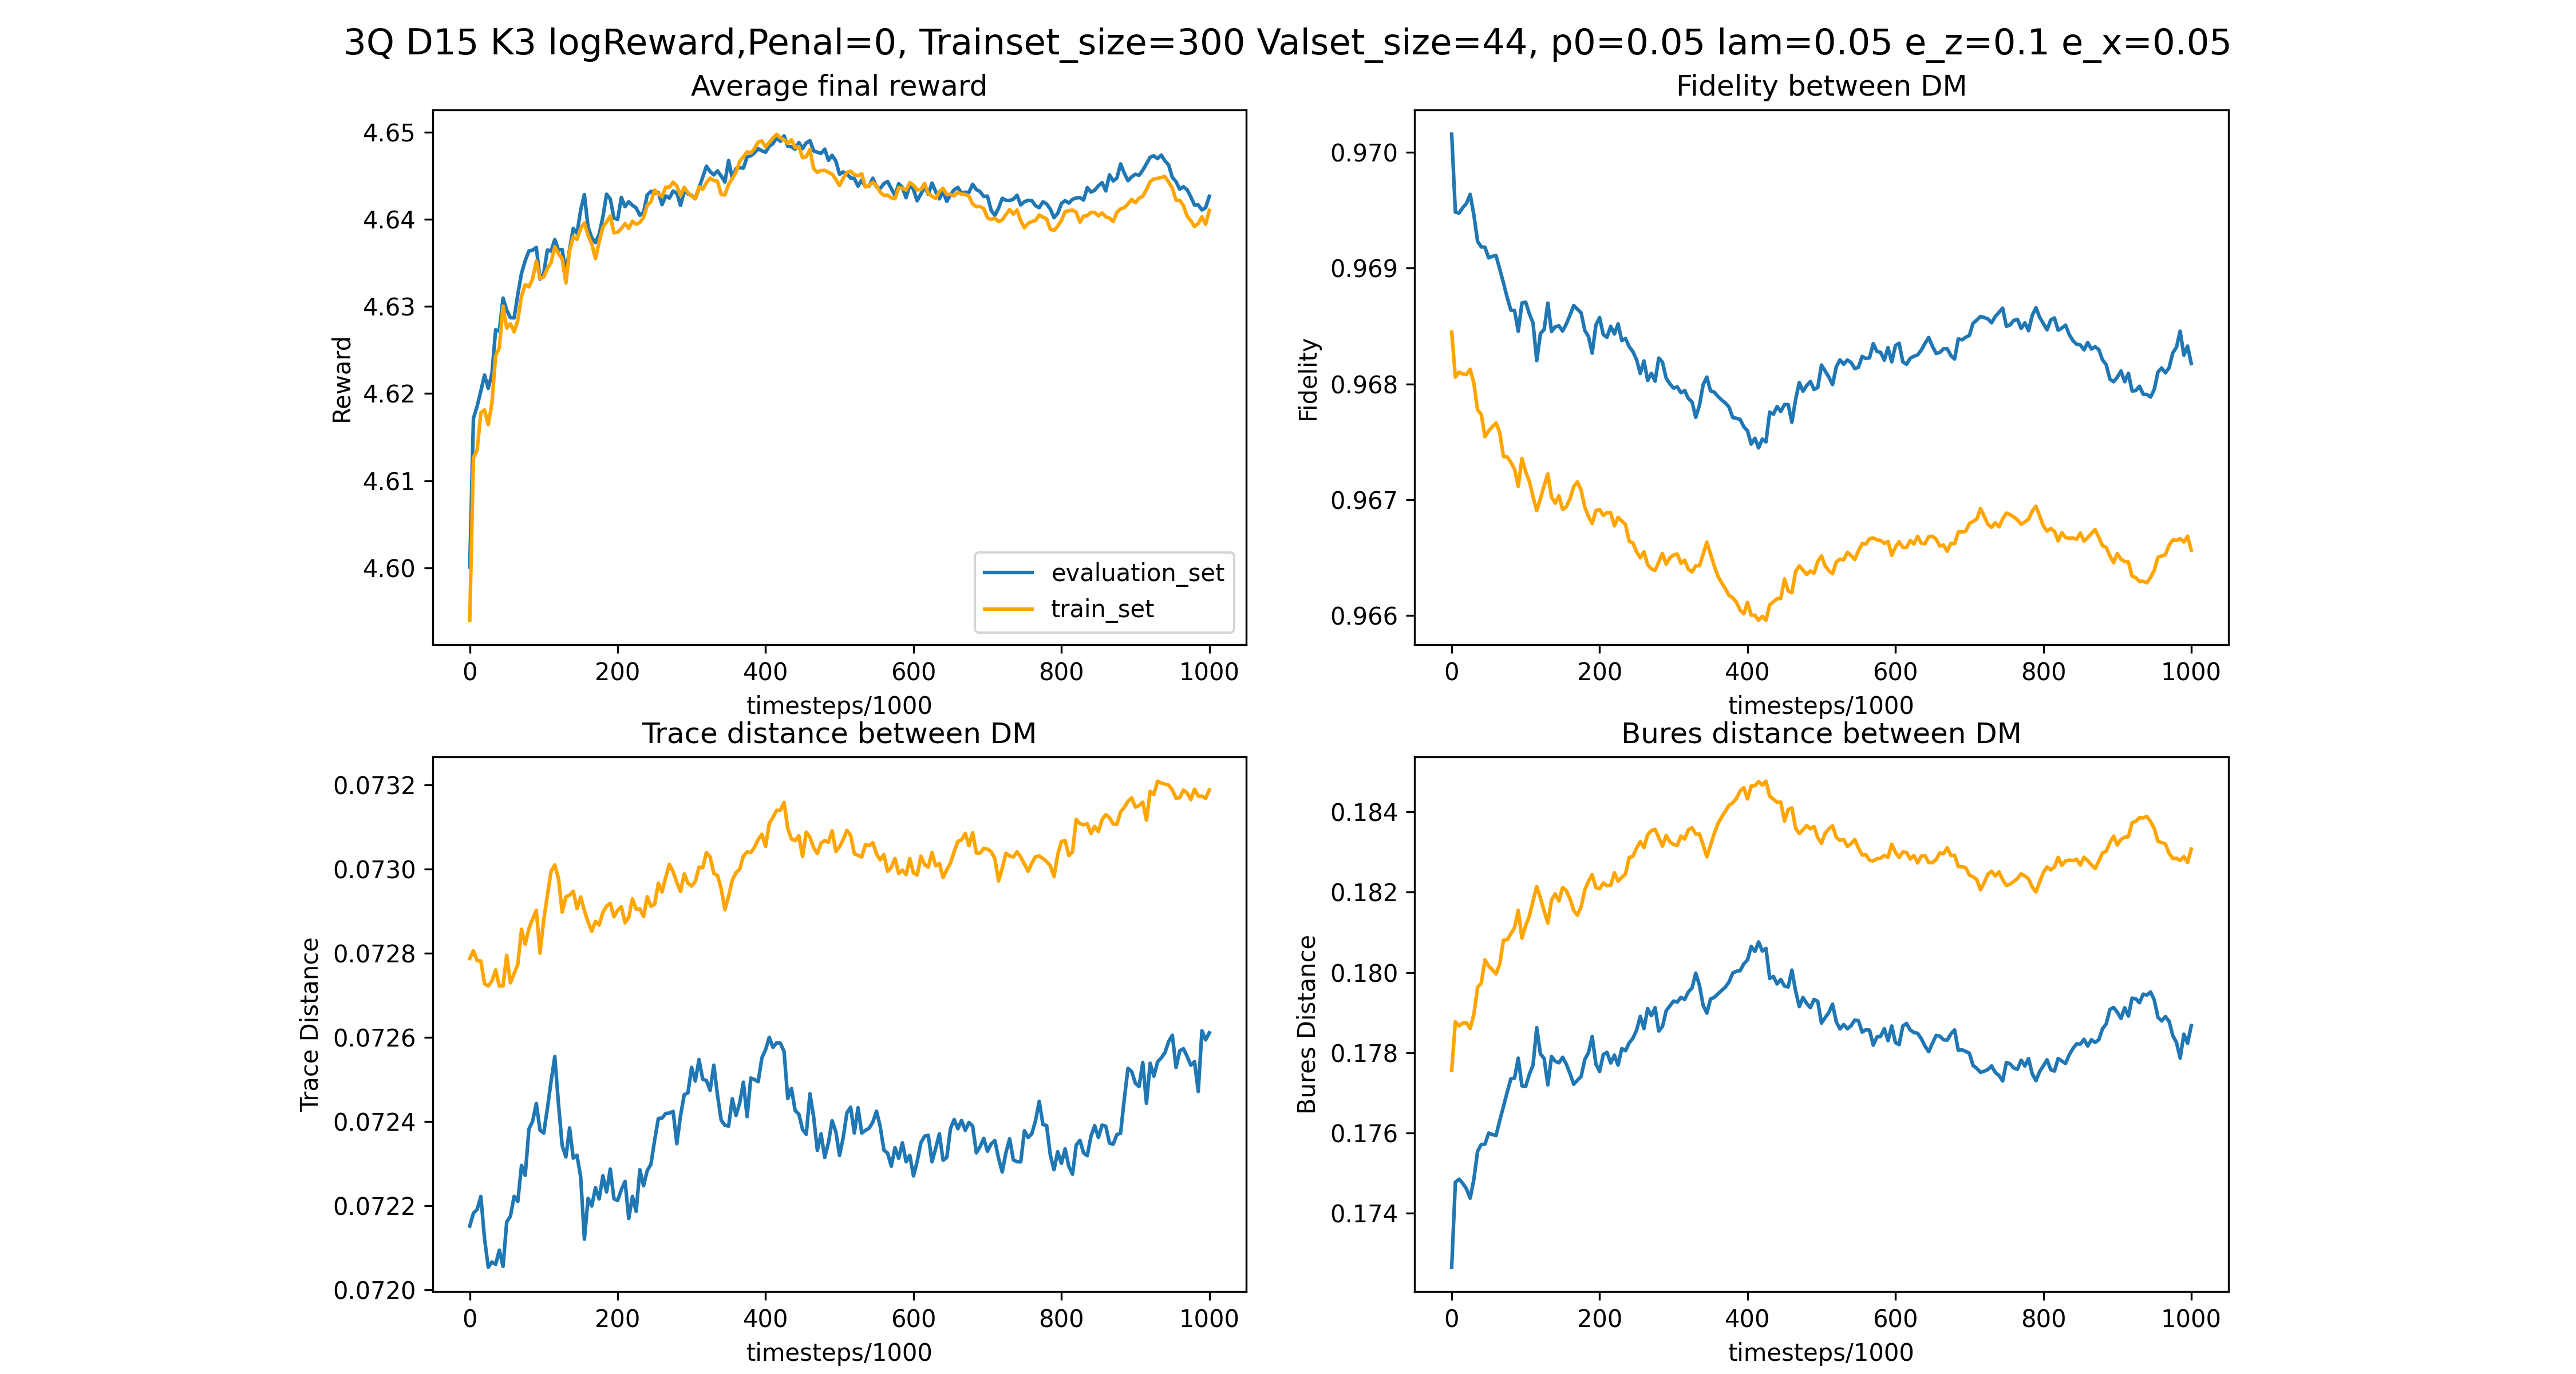 3Q D15 K3 logReward,Penal=0, Trainset_size=300 Valset_size=44, p0=0.05 lam=0.05 e_z=0.1 e_x=0.05
Average final reward
Reward
4.65
4.64
4.63
4.62
4.61
4.60
evaluation_set
train_set
0 200 400 600 800 1000
timesteps/1000
Fidelity between DM
Fidelity
0.970
0.969
0.968
0.967
0.966
0 200 400 600 800 1000
timesteps/1000
Trace distance between DM
Trace Distance
0.0732
0.0730
0.0728
0.0726
0.0724
0.0722
0.0720
0 200 400 600 800 1000
timesteps/1000
Bures distance between DM
Bures Distance
0.184
0.182
0.180
0.178
0.176
0.174
0 200 400 600 800 1000
timesteps/1000